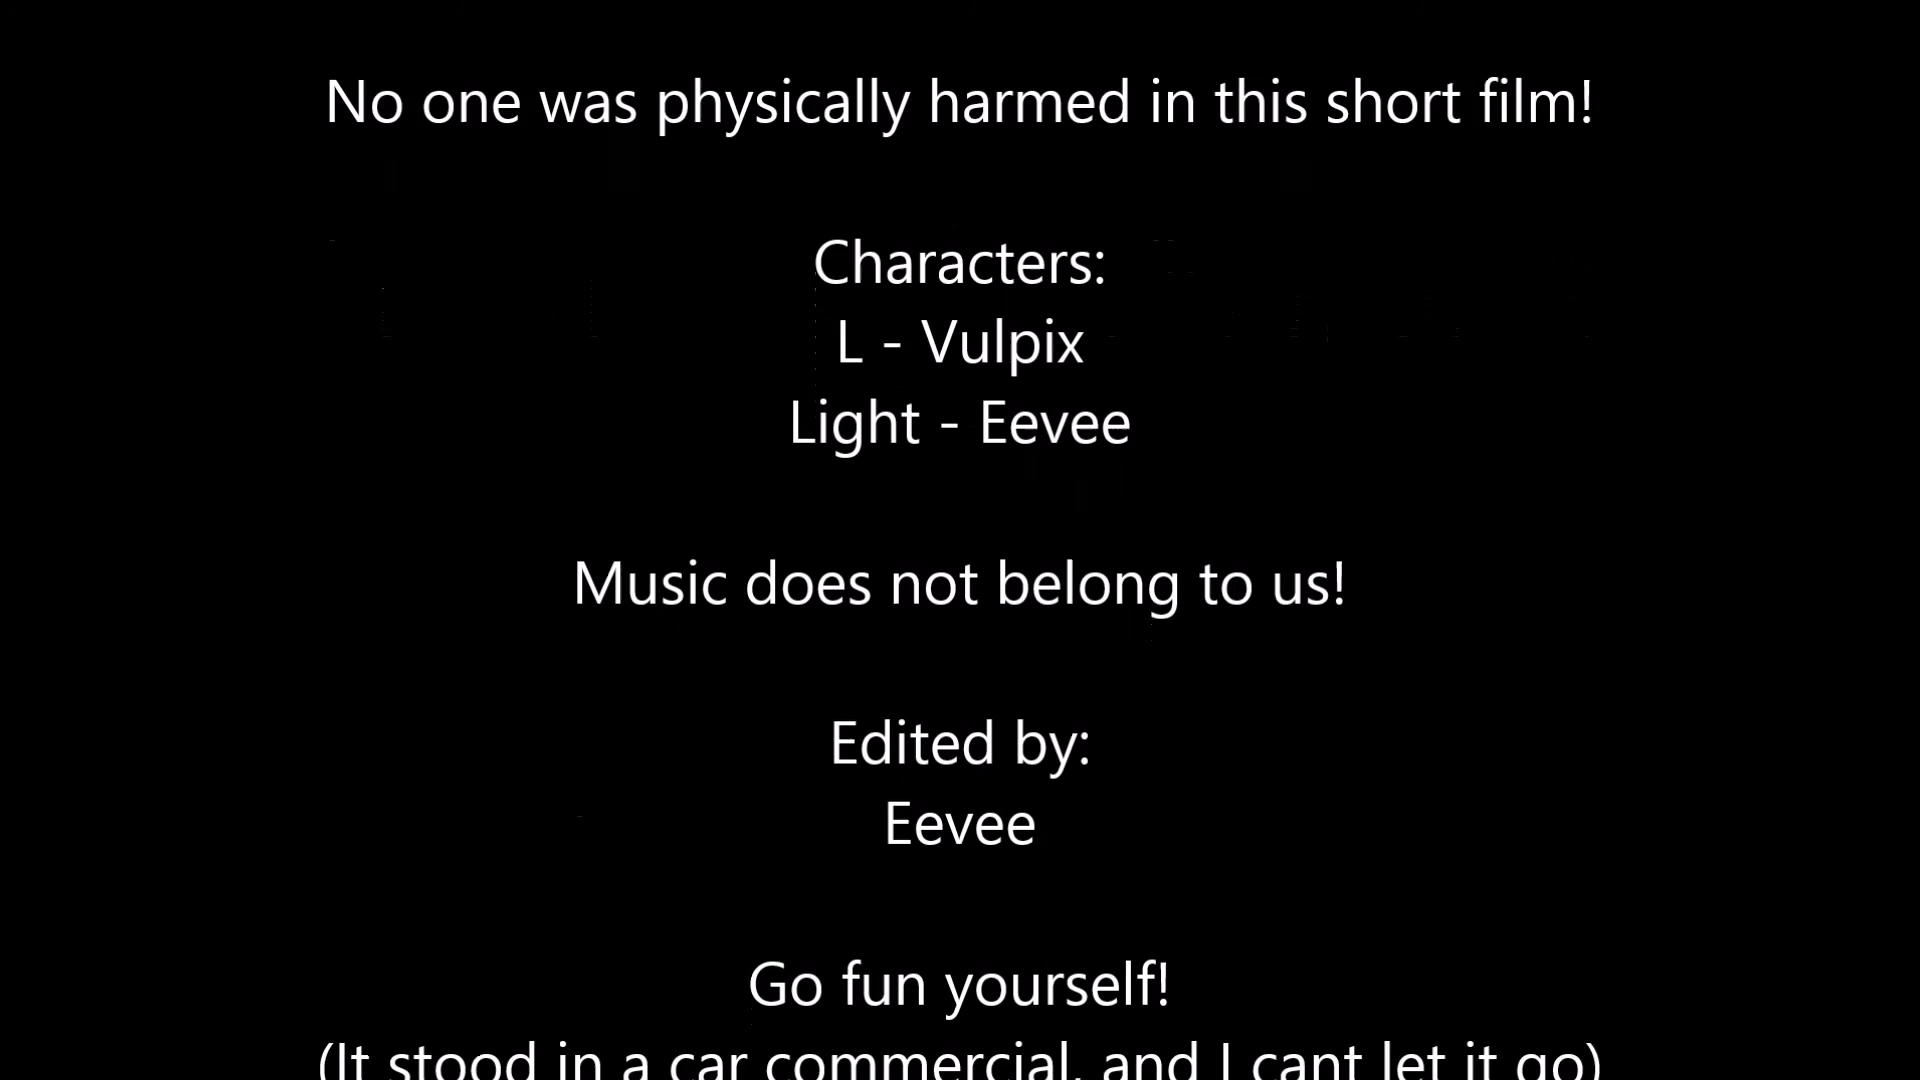 No one was physically harmed in this short film!
Characters:
L - Vulpix
Light - Eevee
Music does not belong to us!
Edited by:
Eevee
Go fun yourself!
(It stood in a car commercial, and I cant let it go)